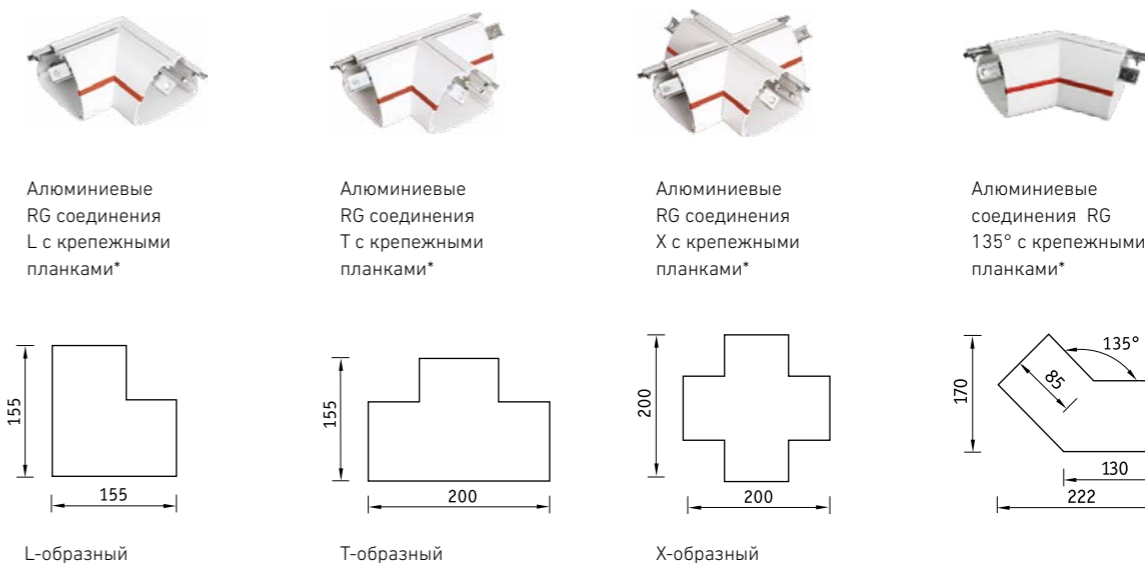 Алюминиевые
RG соединения
L с крепежными
планками*
Алюминиевые
RG соединения
T с крепежными
планками*
Алюминиевые
RG соединения
X с крепежными
планками*
Алюминиевые
соединения RG
135° с крепежными
планками*
155
155
155
200
200
200
170
85
135°
130
222
L-образный
T-образный
X-образный